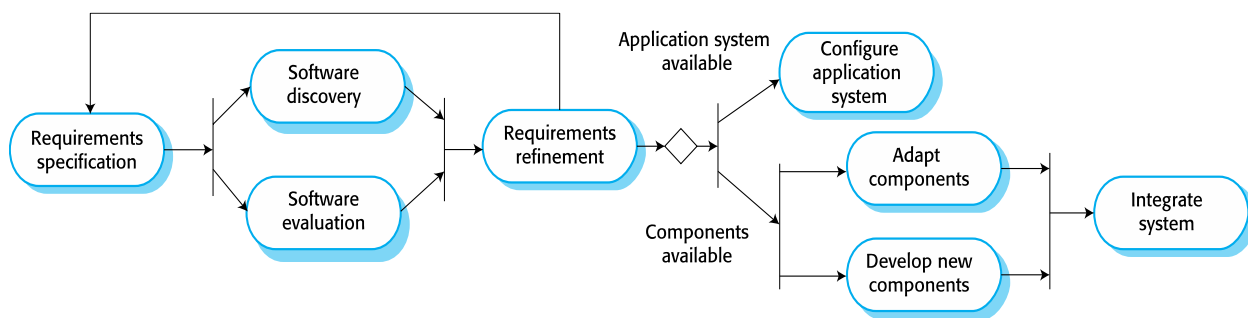 Requirements
specification
Software
discovery
Software
evaluation
Requirements
refinement
Application system
available
Configure
application
system
Components
available
Adapt
components
Develop new
components
Integrate
system